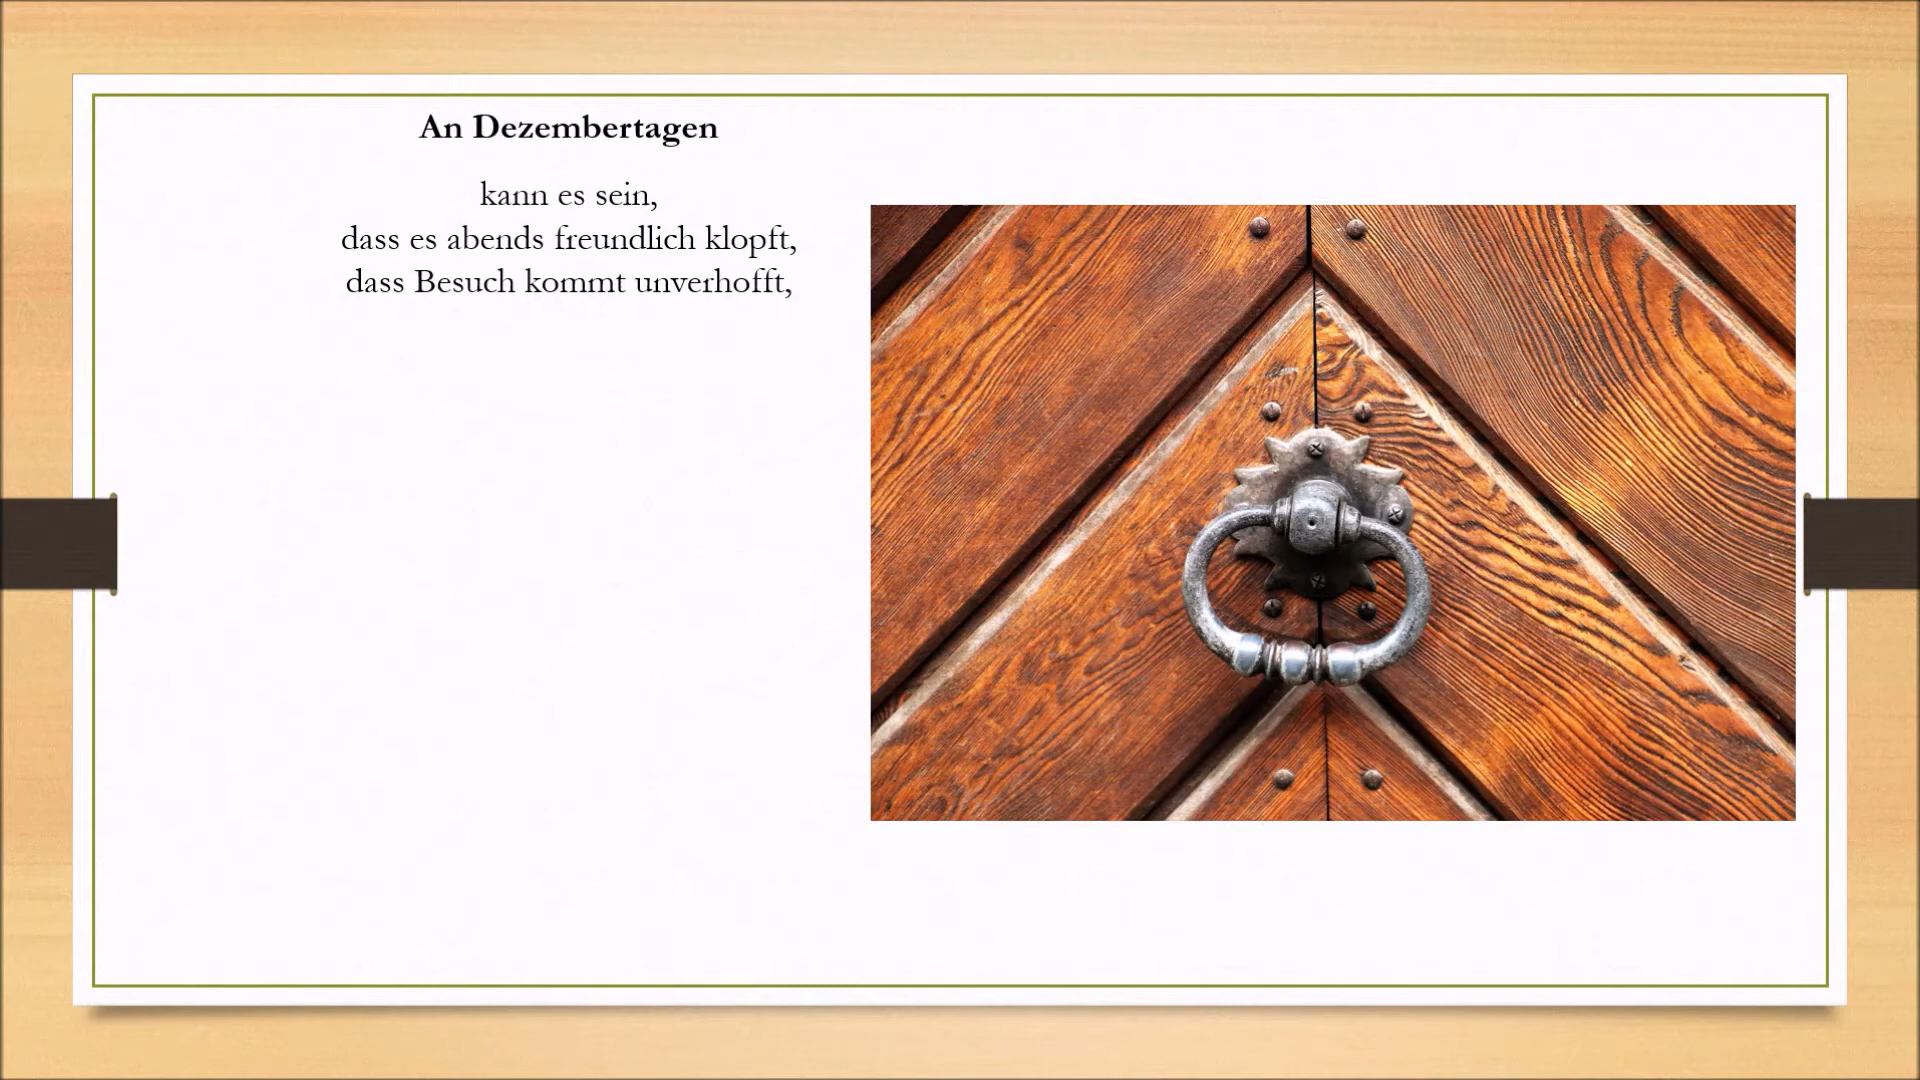 An Dezembertagen
kann es sein,
dass es abends freundlich klopft,
dass Besuch kommt unverhofft,